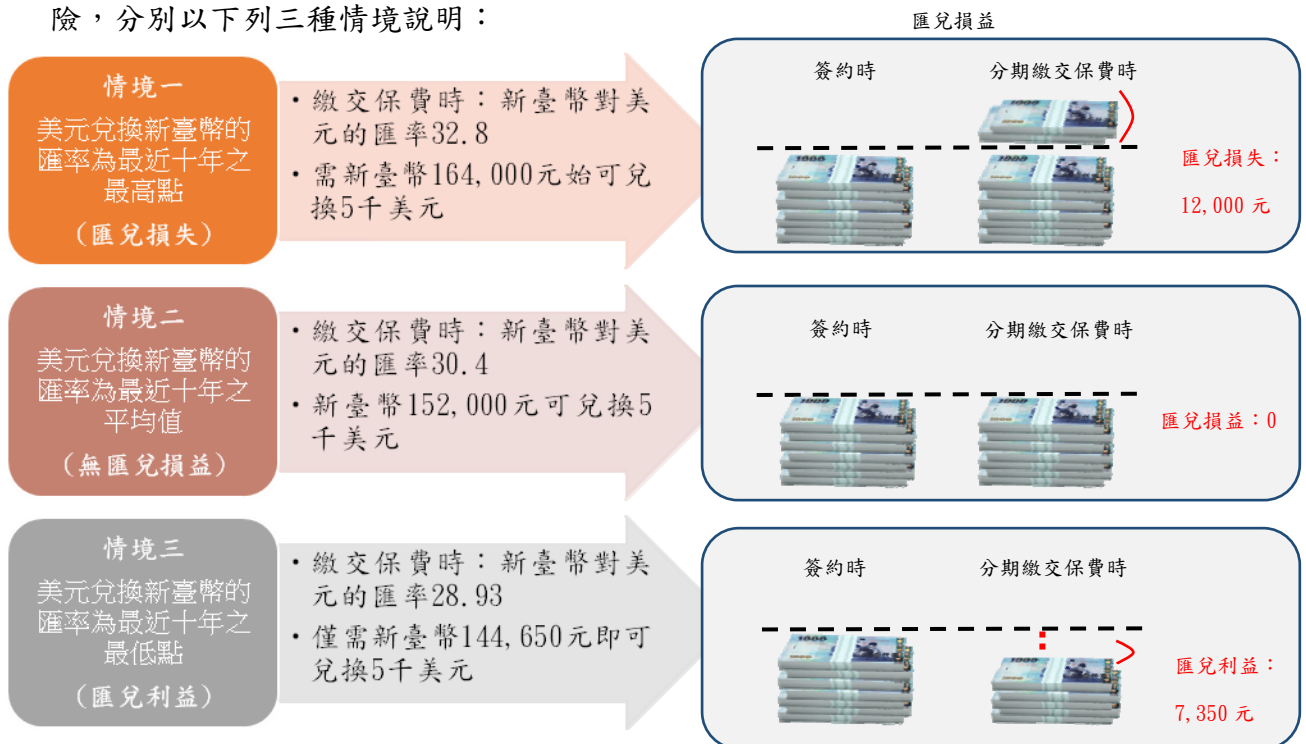 險，分別以下列三種情境說明：
匯兌損益
情境一
美元兌換新臺幣的
匯率為最近十年之
最高點
（匯兌損失）
・繳交保費時：新臺幣對美
元的匯率32.8
・需新臺幣164,000元始可兌
換5千美元
簽約時
分期繳交保費時
匯兌損失：
12,000 元
情境二
美元兌換新臺幣的
匯率為最近十年之
平均值
（無匯兌損益）
・繳交保費時：新臺幣對美
元的匯率30.4
・新臺幣152,000元可兌換5
千美元
簽約時
分期繳交保費時
匯兌損益：0
情境三
美元兌換新臺幣的
匯率為最近十年之
最低點
（匯兌利益）
・繳交保費時：新臺幣對美
元的匯率28.93
・僅需新臺幣144,650元即可
兌換5千美元
簽約時
分期繳交保費時
匯兌利益：
7,350 元